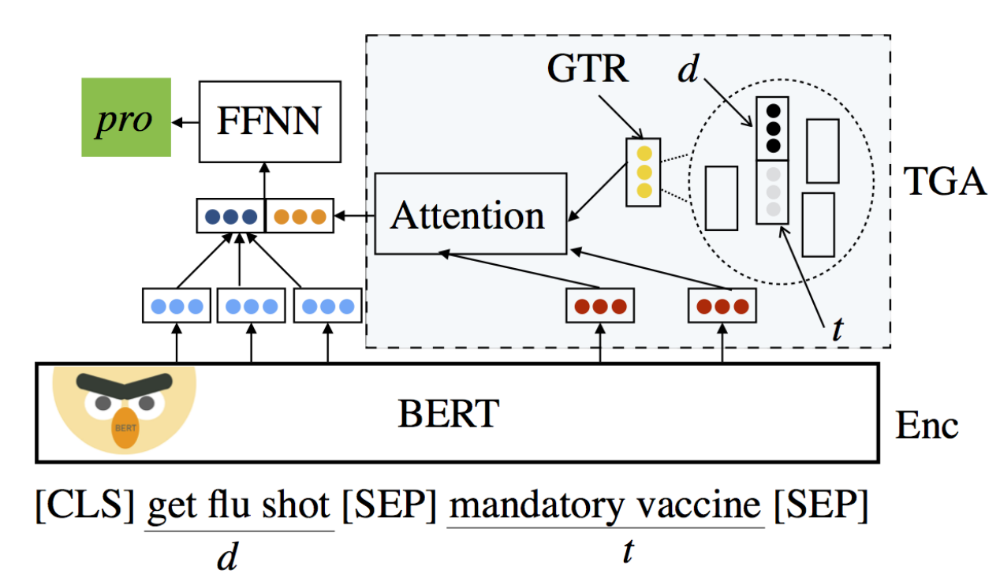 GTR
d
pro
FFNN
TGA
Attention
t
BERT
BERT
Enc
[CLS] get flu shot [SEP] mandatory vaccine [SEP]
d
t